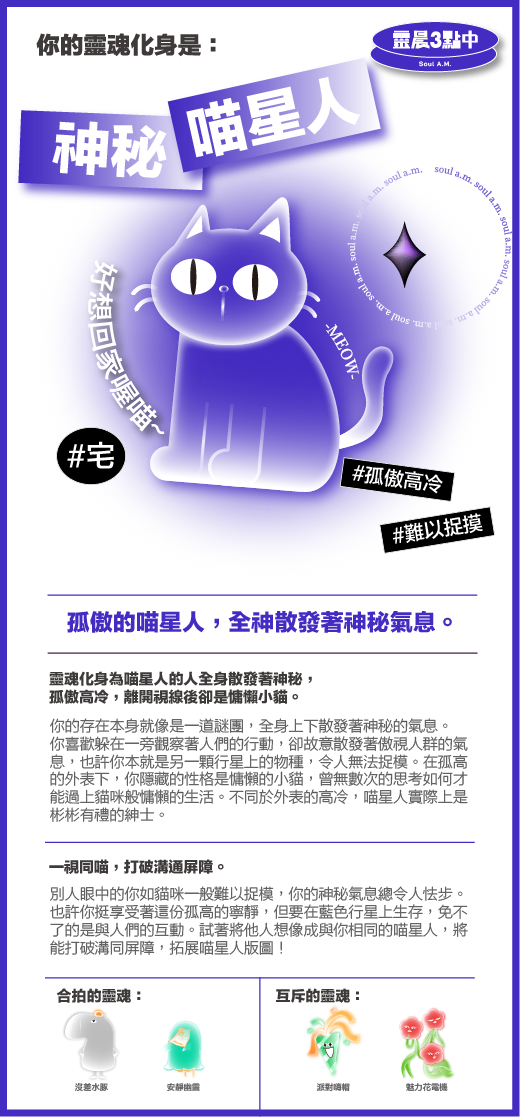 你的靈魂化身是：
靈晨3點中
Soul A.M.
神秘
喵星人
soul a.m. soul a.m. soul a.m. soul a.m. soul a.m. soul a.m. soul a.m. soul a.m. soul a.m.
好想回家喔喵~
-MEOW-
#宅
#孤傲高冷
#難以捉摸
孤傲的喵星人，全神散發著神秘氣息。
靈魂化身為喵星人的人全身散發著神秘，
孤傲高冷，離開視線後卻是慵懶小貓。
你的存在本身就像是一道謎團，全身上下散發著神秘的氣息。
你喜歡躲在一旁觀察著人們的行動，卻故意散發著傲視人群的氣
息，也許你本就是另一顆行星上的物種，令人無法捉模。在孤高
的外表下，你隱藏的性格是慵懶的小貓，曾無數次的思考如何才
能過上貓咪般慵懶的生活。不同於外表的高冷，喵星人實際上是
彬彬有禮的紳士。
一視同喵，打破溝通屏障。
別人眼中的你如貓咪一般難以捉模，你的神秘氣息總令人怯步。
也許你挺享受著這份孤高的寧靜，但要在藍色行星上生存，免不
了的是與人們的互動。試著將他人想像成與你相同的喵星人，將
能打破溝同屏障，拓展喵星人版圖！
合拍的靈魂：
互斥的靈魂：
沒差水豚
安靜幽靈
派對嗨帽
魅力花電機